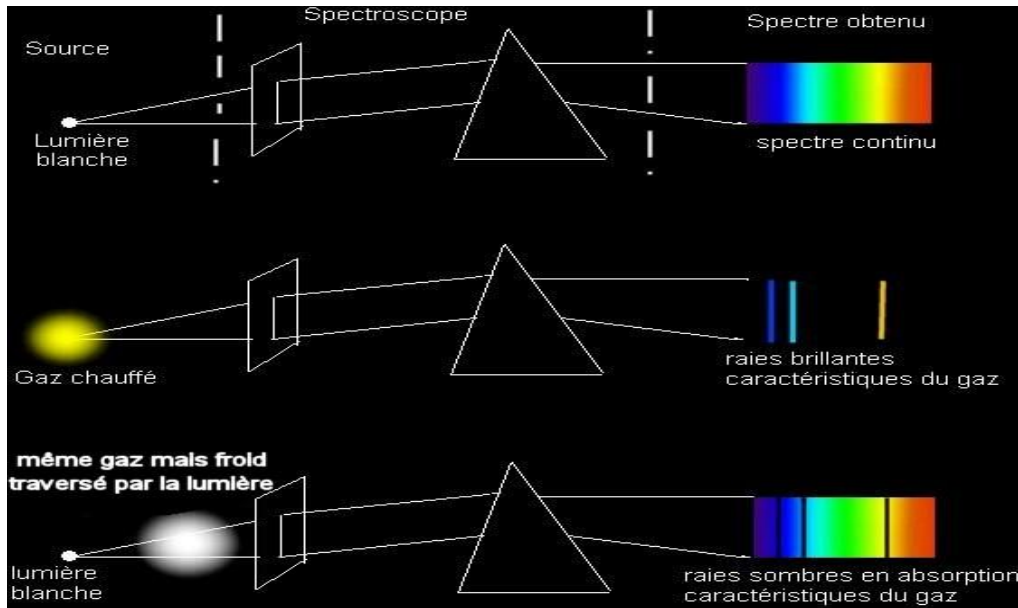 Spectroscope
Spectre obtenu
Source
Lumière
blanche
spectre continu
Gaz chauffé
raies brillantes
caractéristiques du gaz
même gaz mais froid
traversé par la lumière
lumière
blanche
raies sombres en absorption
caractéristiques du gaz